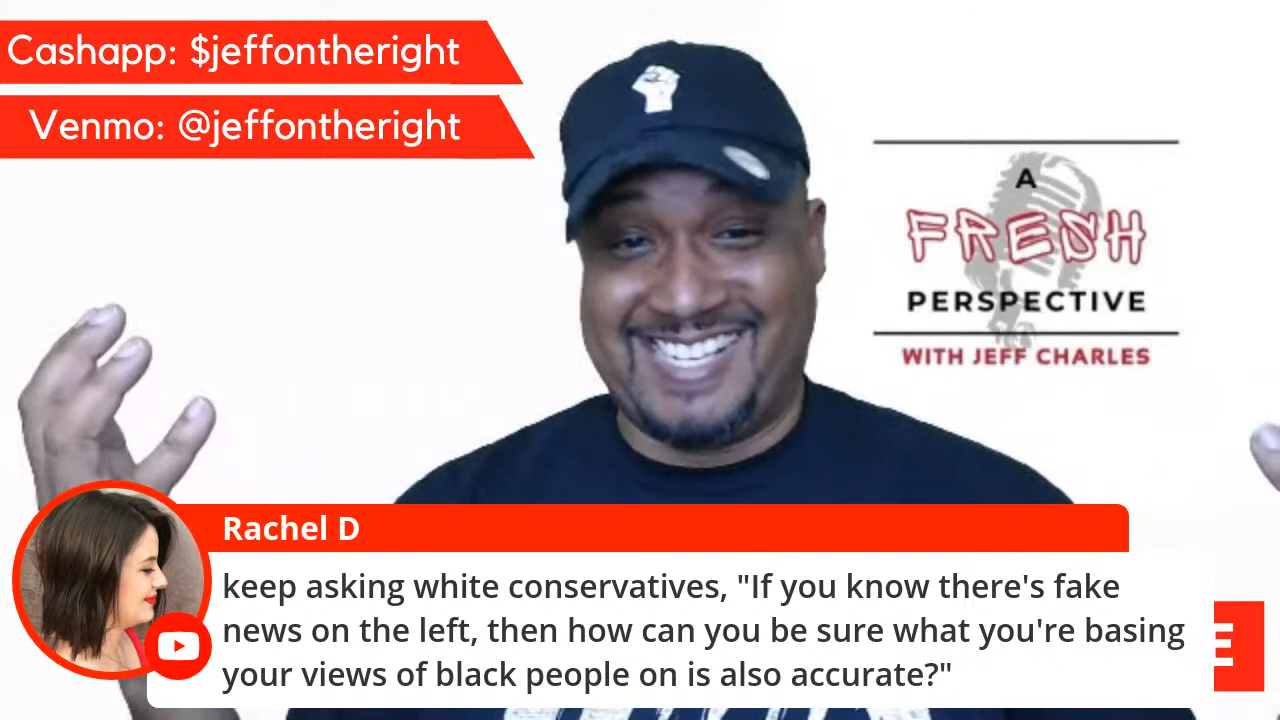 Cashapp: $jeffontheright
Venmo: @jeffontheright
A
FRESH
PERSPECTIVE
WITH JEFF CHARLES
Rachel D
keep asking white conservatives, "If you know there's fake
news on the left, then how can you be sure what you're basing
your views of black people on is also accurate?"
E